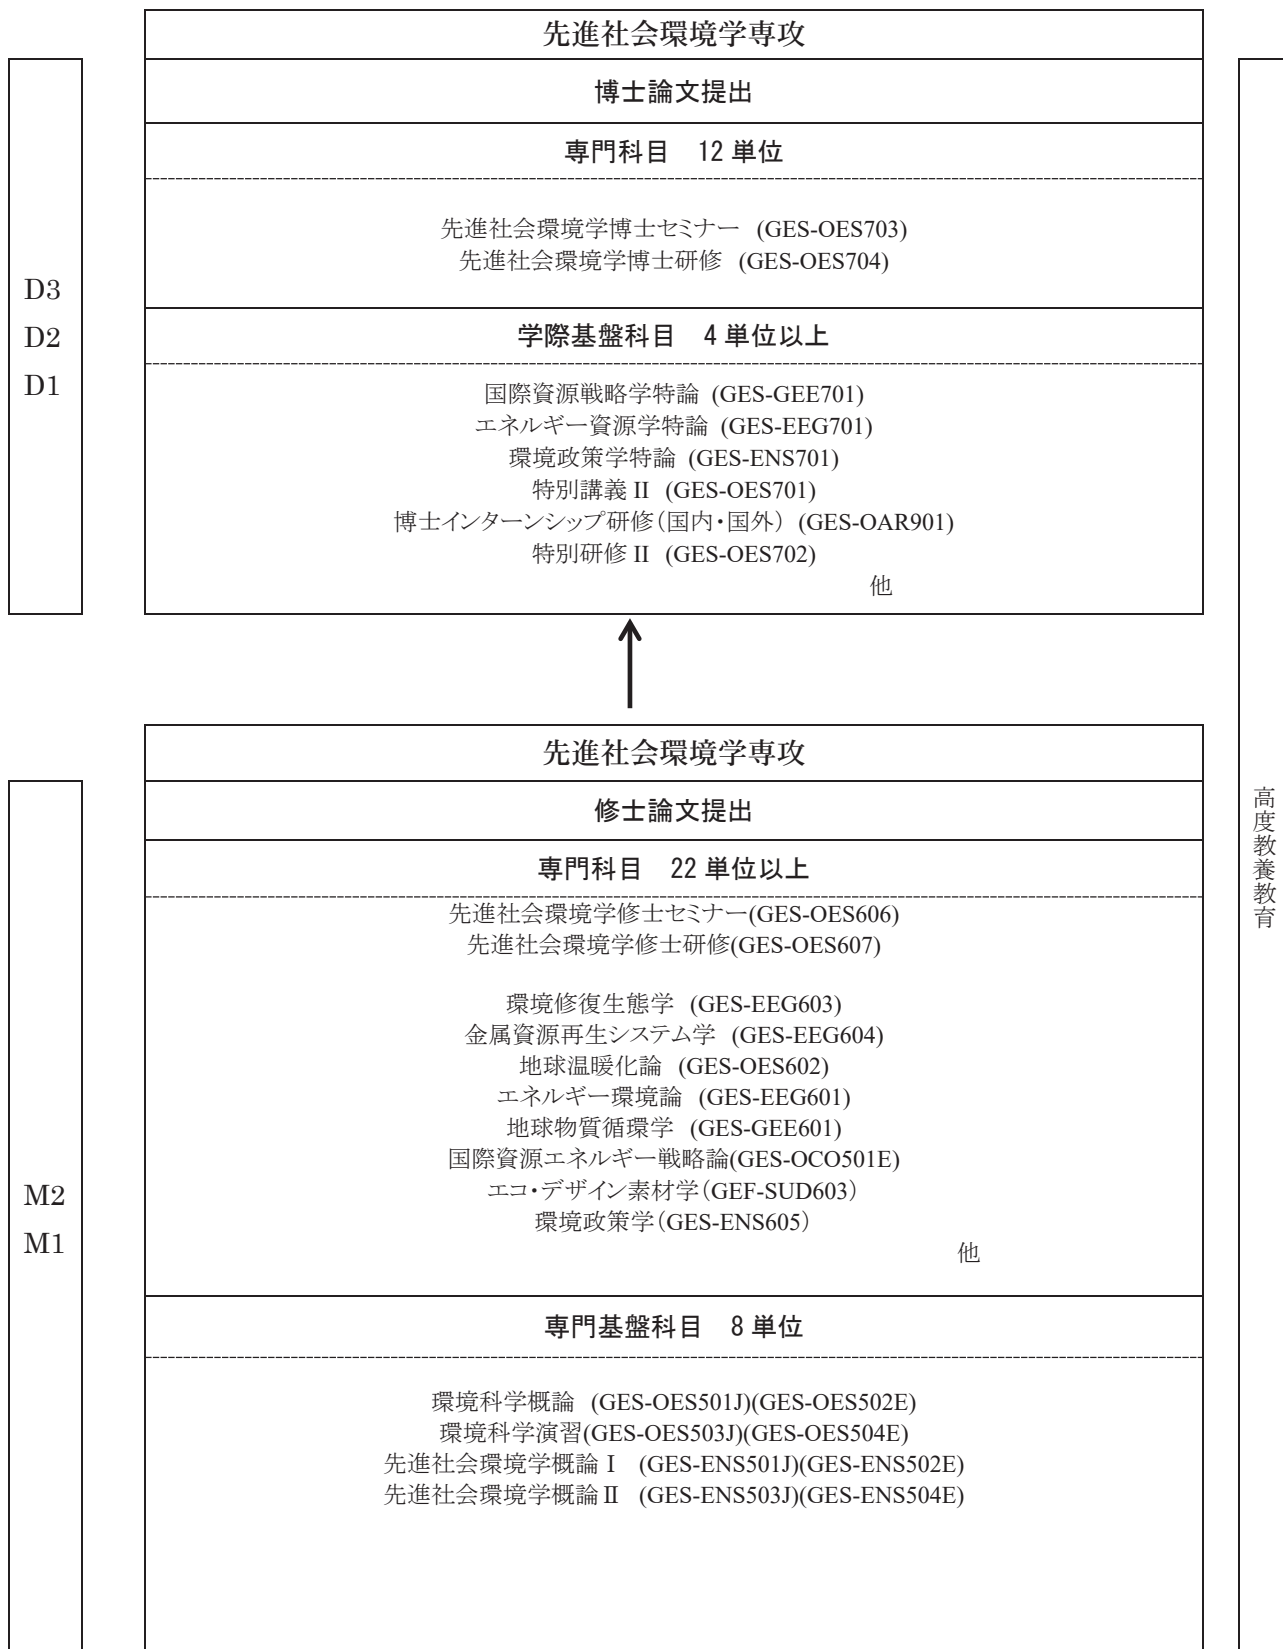 先進社会環境学専攻
博士論文提出
専門科目　12 単位
先進社会環境学博士セミナー (GES-OES703)
先進社会環境学博士研修 (GES-OES704)
D3
D2
D1
学際基盤科目　4 単位以上
国際資源戦略学特論 (GES-GEE701)
エネルギー資源学特論 (GES-EEG701)
環境政策学特論 (GES-ENS701)
特別講義 II (GES-OES701)
博士インターンシップ研修（国内・国外） (GES-OAR901)
特別研修 II (GES-OES702)
他
先進社会環境学専攻
修士論文提出
専門科目　22 単位以上
先進社会環境学修士セミナー(GES-OES606)
先進社会環境学修士研修(GES-OES607)
環境修復生態学 (GES-EEG603)
金属資源再生システム学 (GES-EEG604)
地球温暖化論 (GES-OES602)
エネルギー環境論 (GES-EEG601)
地球物質循環学 (GES-GEE601)
国際資源エネルギー戦略論(GES-OCO501E)
エコ・デザイン素材学（GEF-SUD603）
環境政策学（GES-ENS605）
他
M2
M1
専門基盤科目　8 単位
環境科学概論 (GES-OES501J)(GES-OES502E)
環境科学演習(GES-OES503J)(GES-OES504E)
先進社会環境学概論Ⅰ (GES-ENS501J)(GES-ENS502E)
先進社会環境学概論Ⅱ (GES-ENS503J)(GES-ENS504E)
高度教養教育